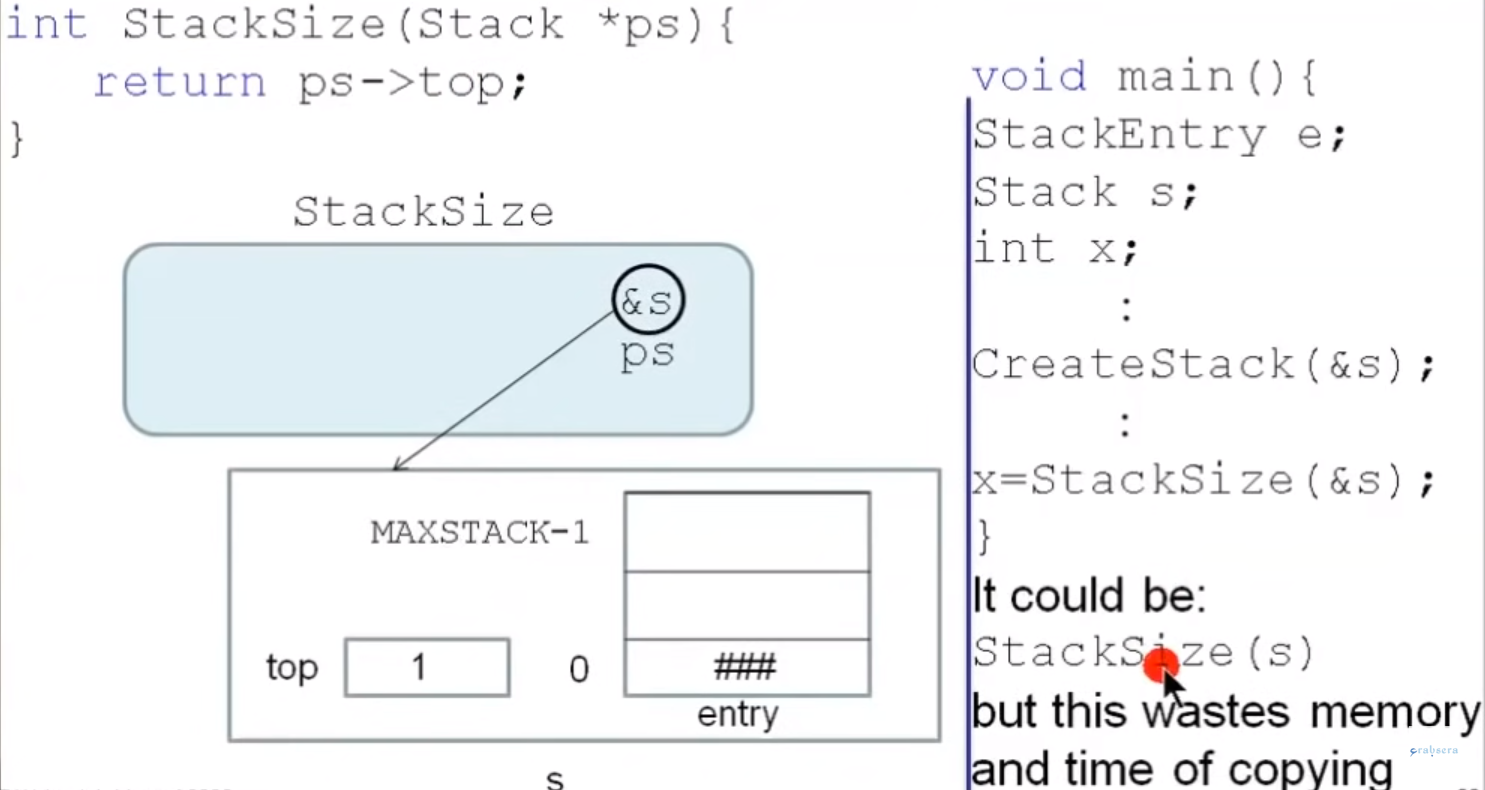 int StackSize(Stack *ps){
return ps->top;
}
StackSize
&s
ps
MAXSTACK-1
top
1
0
###
entry
s
void main(){
StackEntry e;
Stack s;
int x;
:
CreateStack(&s);
:
x=StackSize(&s);
}
It could be:
StackSize(s)
but this wastes memory
and time of copying